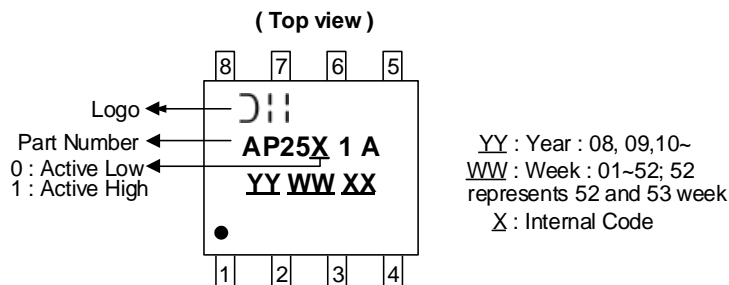 ( Top view )
8 7 6 5
Logo
Part Number
0 : Active Low
1 : Active High
AP25X 1 A
YY WW XX
YY : Year : 08, 09,10~
WW : Week : 01~52; 52
represents 52 and 53 week
X : Internal Code
1 2 3 4